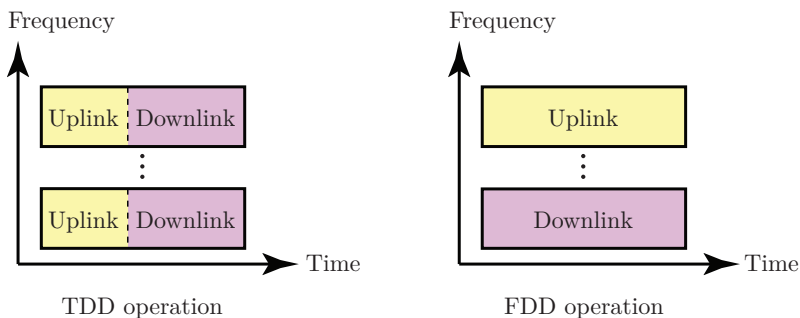 Frequency
Uplink Downlink
Uplink Downlink
Time
TDD operation
Frequency
Uplink
Downlink
Time
FDD operation